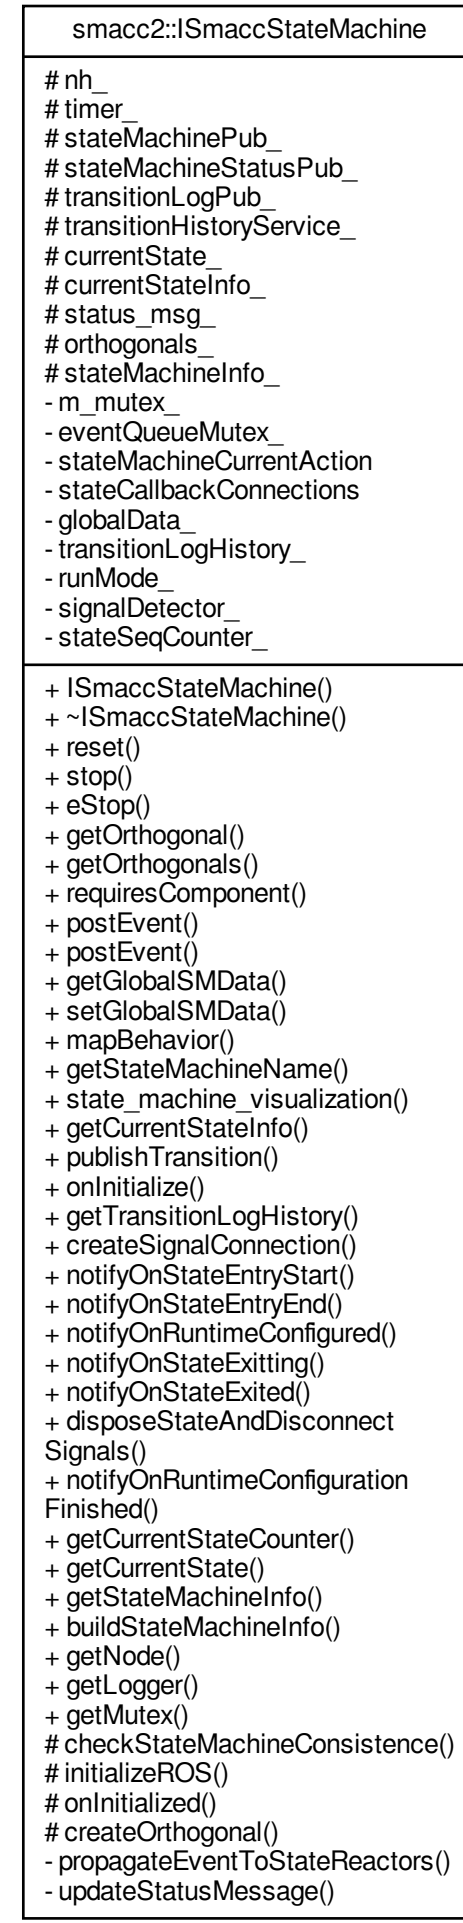 smacc2::ISmaccStateMachine
# nh_
# timer_
# stateMachinePub_
# stateMachineStatusPub_
# transitionLogPub_
# transitionHistoryService_
# currentState_
# currentStateInfo_
# status_msg_
# orthogonals_
# stateMachineInfo_
- m_mutex_
- eventQueueMutex_
- stateMachineCurrentAction
- stateCallbackConnections
- globalData_
- transitionLogHistory_
- runMode_
- signalDetector_
- stateSeqCounter_
+ ISmaccStateMachine()
+ ~ISmaccStateMachine()
+ reset()
+ stop()
+ eStop()
+ getOrthogonal()
+ getOrthogonals()
+ requiresComponent()
+ postEvent()
+ postEvent()
+ getGlobalSMData()
+ setGlobalSMData()
+ mapBehavior()
+ getStateMachineName()
+ state_machine_visualization()
+ getCurrentStateInfo()
+ publishTransition()
+ onInitialize()
+ getTransitionLogHistory()
+ createSignalConnection()
+ notifyOnStateEntryStart()
+ notifyOnStateEntryEnd()
+ notifyOnRuntimeConfigured()
+ notifyOnStateExitting()
+ notifyOnStateExited()
+ disposeStateAndDisconnect
Signals()
+ notifyOnRuntimeConfiguration
Finished()
+ getCurrentStateCounter()
+ getCurrentState()
+ getStateMachineInfo()
+ buildStateMachineInfo()
+ getNode()
+ getLogger()
+ getMutex()
# checkStateMachineConsistence()
# initializeROS()
# onInitialized()
# createOrthogonal()
- propagateEventToStateReactors()
- updateStatusMessage()